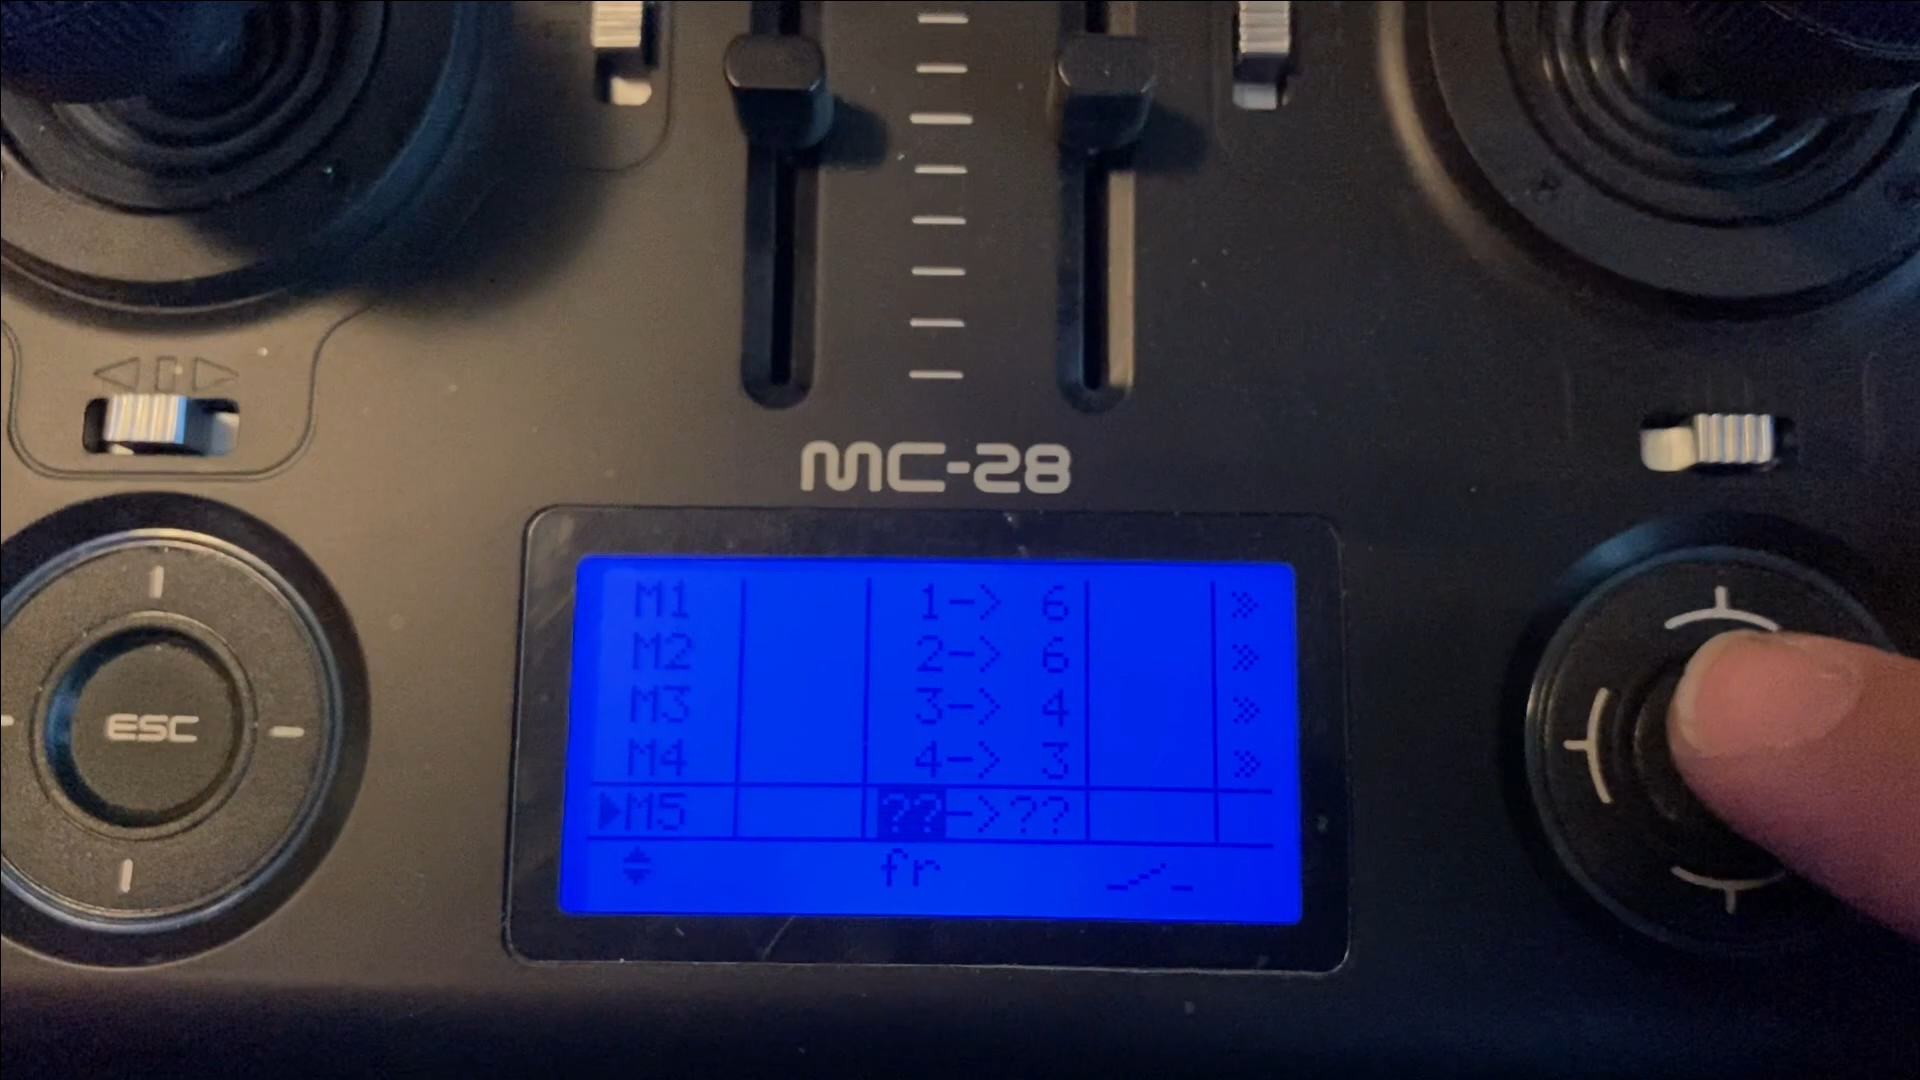 MC-28
M1 1-> 6 »
M2 2-> 6 »
M3 3-> 4 »
M4 4-> 3 »
▶M5 ??->??
fr
ESC